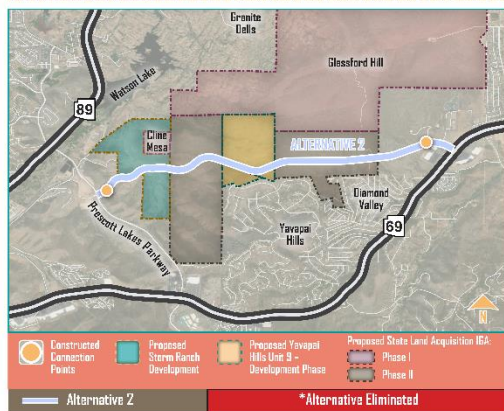 Granite
Dells
Glassford Hill
Watson Lake
89
Cline
Mesa
ALTERNATIVE 2
Diamond
Valley
Prescott Lakes Parkway
Yavapai
Hills
69
N
Constructed
Connection
Points
Proposed
Storm Ranch
Development
Proposed Yavapai
Hills Unit 9 -
Development Phase
Proposed State Land Acquisition IGA:
Phase I
Phase II
Alternative 2
*Alternative Eliminated